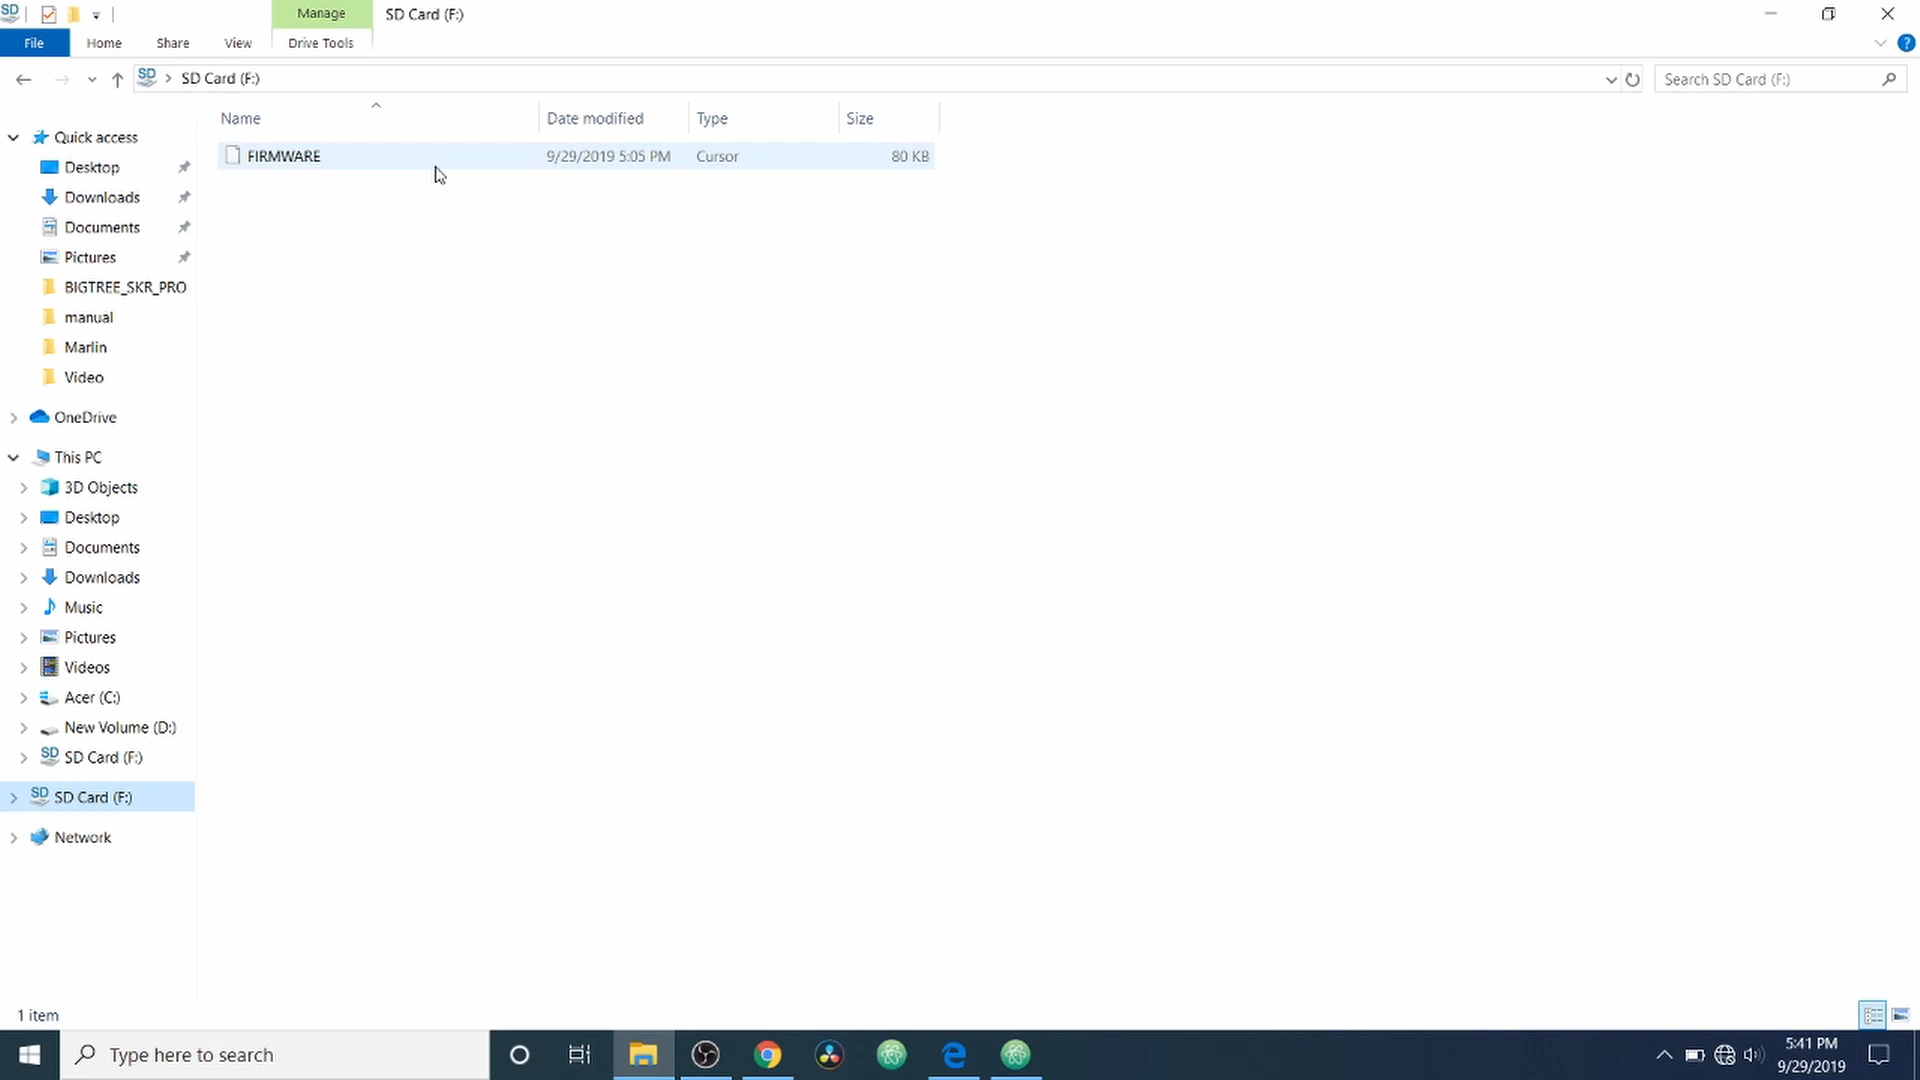 SD
Manage
SD Card (F:)
File
Home
Share
View
Drive Tools
?
SD
SD Card (F:)
Search SD Card (F:)
Name
Date modified
Type
Size
FIRMWARE
9/29/2019 5:05 PM
Cursor
80 KB
Quick access
Desktop
Downloads
Documents
Pictures
BIGTREE_SKR_PRO
manual
Marlin
Video
OneDrive
This PC
3D Objects
Desktop
Documents
Downloads
Music
Pictures
Videos
Acer (C:)
New Volume (D:)
SD
SD Card (F:)
SD
SD Card (F:)
Network
1 item
Type here to search
5:41 PM
9/29/2019